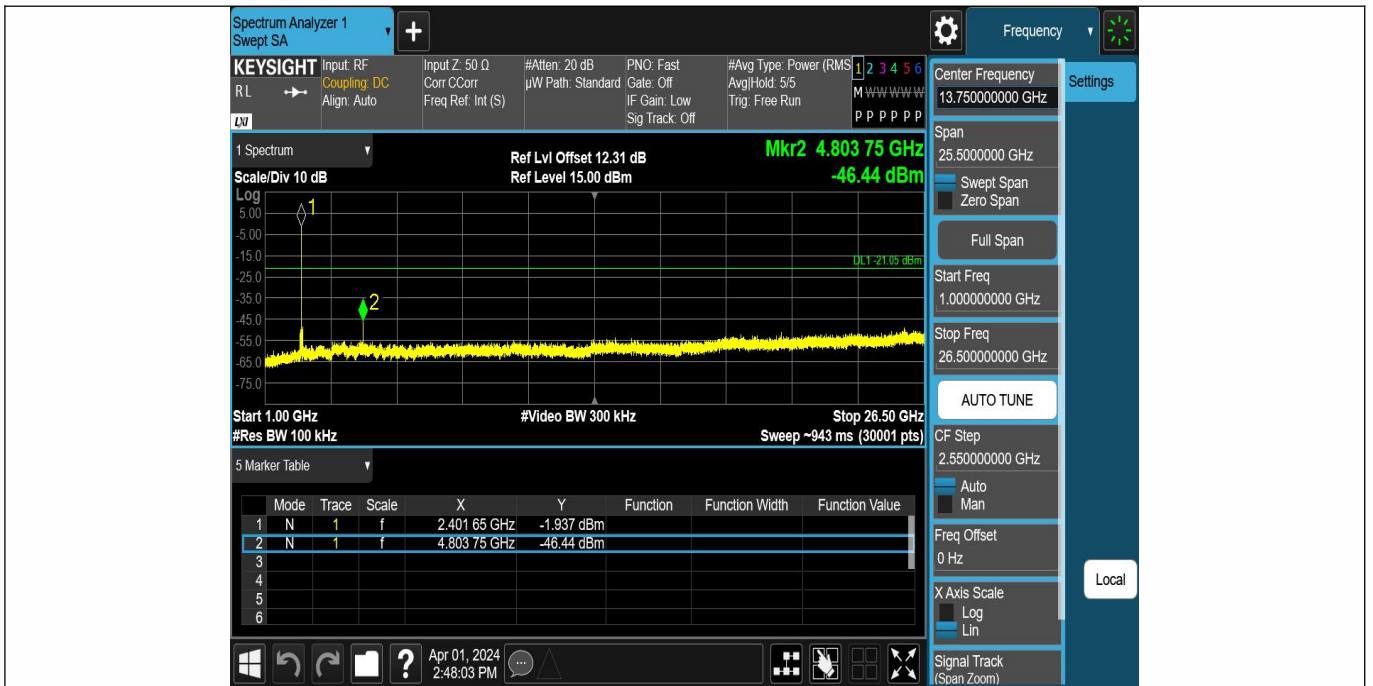 Spectrum Analyzer 1
Swept SA
+
Frequency
KEYSIGHT
RL
LXI
Input: RF
Coupling: DC
Align: Auto
Input Z: 50 Ω
Corr CCorr
Freq Ref: Int (S)
#Atten: 20 dB
µW Path: Standard
PNO: Fast
Gate: Off
IF Gain: Low
Sig Track: Off
#Avg Type: Power (RMS
Avg|Hold: 5/5
Trig: Free Run
1 2 3 4 5 6
M W W W W W
P P P P P P
1 Spectrum
Scale/Div 10 dB
Ref Lvl Offset 12.31 dB
Ref Level 15.00 dBm
Mkr2 4.803 75 GHz
-46.44 dBm
Log
5.00
-5.00
-15.0
-25.0
-35.0
-45.0
-55.0
-65.0
-75.0
1
2
DL1 -21.05 dBm
Start 1.00 GHz
#Video BW 300 kHz
Stop 26.50 GHz
#Res BW 100 kHz
Sweep ~943 ms (30001 pts)
5 Marker Table
Mode Trace Scale X Y Function Function Width Function Value
1 N 1 f 2.401 65 GHz -1.937 dBm
2 N 1 f 4.803 75 GHz -46.44 dBm
3
4
5
6
?
Apr 01, 2024
2:48:03 PM
Center Frequency
13.750000000 GHz
Settings
Span
25.5000000 GHz
Swept Span
Zero Span
Full Span
Start Freq
1.000000000 GHz
Stop Freq
26.500000000 GHz
AUTO TUNE
CF Step
2.550000000 GHz
Auto
Man
Freq Offset
0 Hz
Local
X Axis Scale
Log
Lin
Signal Track
(Span Zoom)